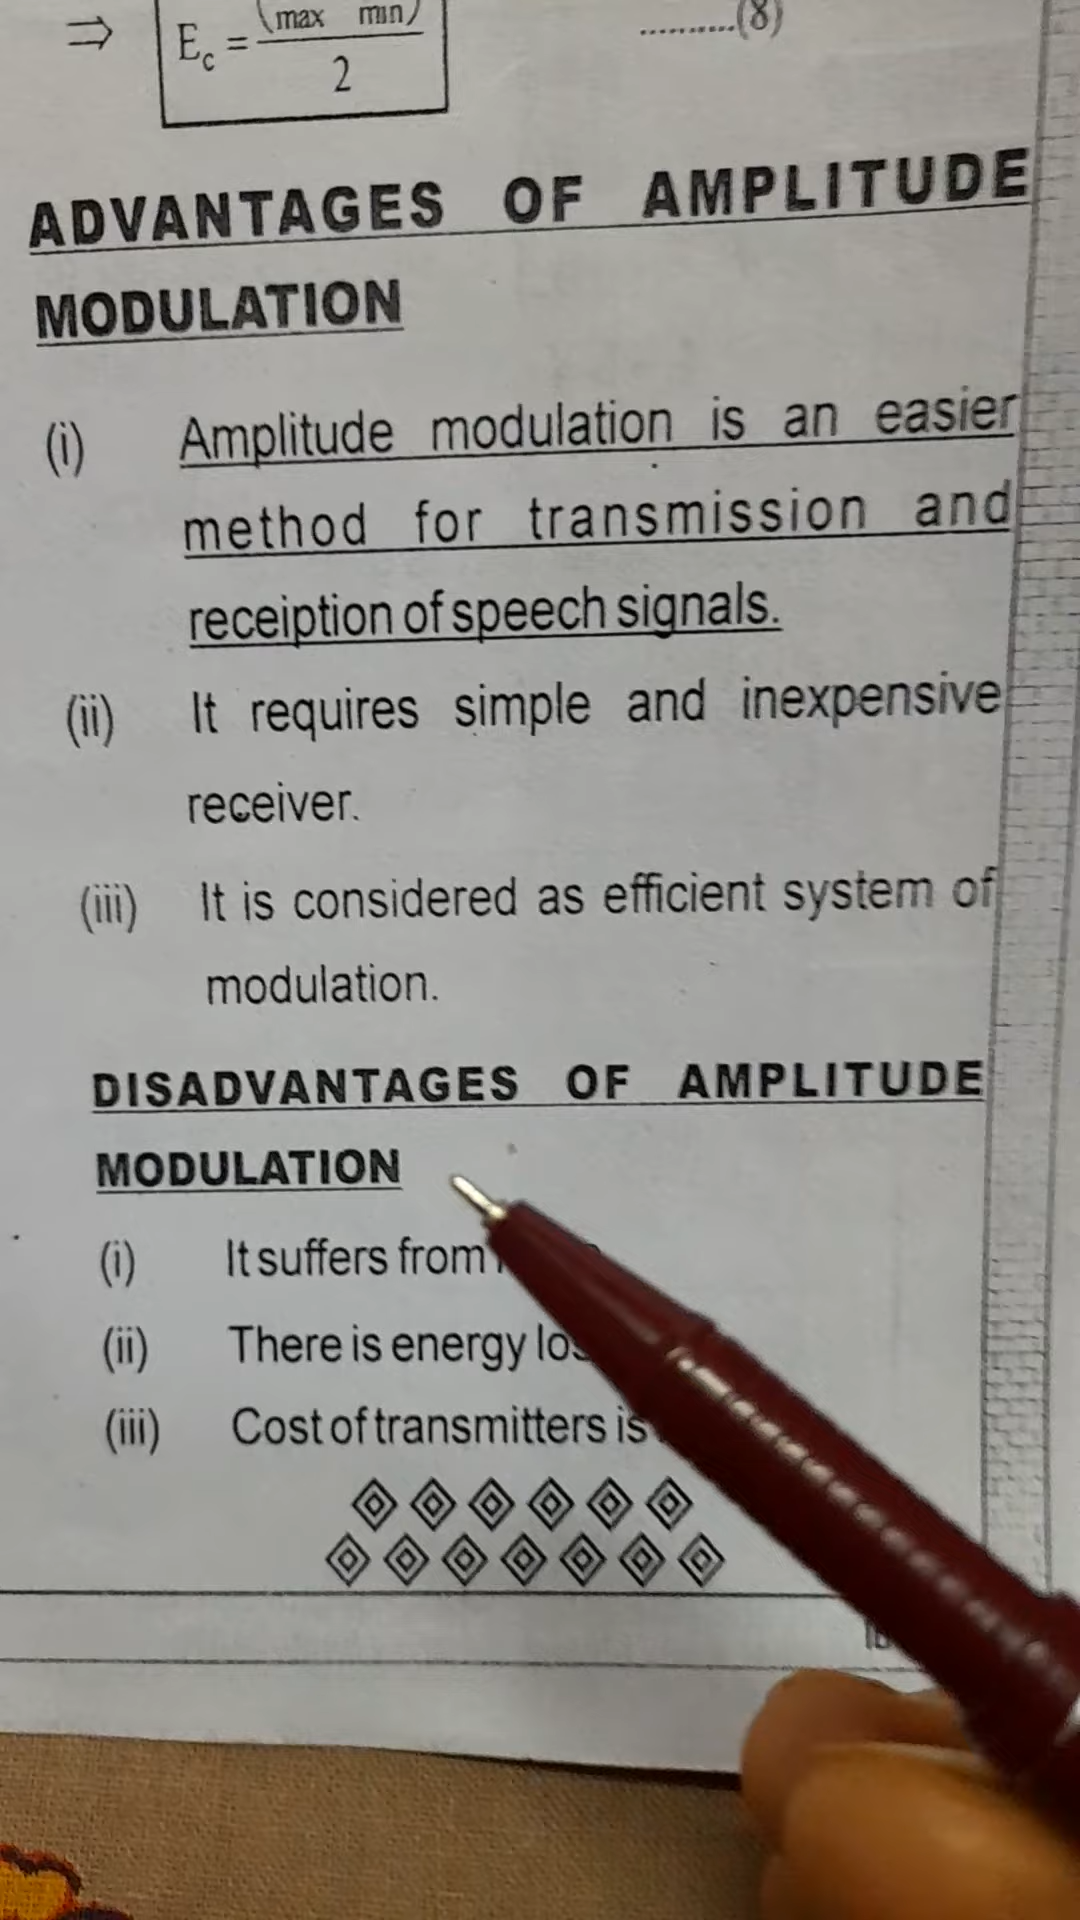 ⇒ E_c = (max min) / 2 ..........(8)
ADVANTAGES OF AMPLITUDE
MODULATION
(i) Amplitude modulation is an easier
method for transmission and
receiption of speech signals.
(ii) It requires simple and inexpensive
receiver.
(iii) It is considered as efficient system of
modulation.
DISADVANTAGES OF AMPLITUDE
MODULATION
(i) It suffers from
(ii) There is energy
(iii) Cost of transmitters is